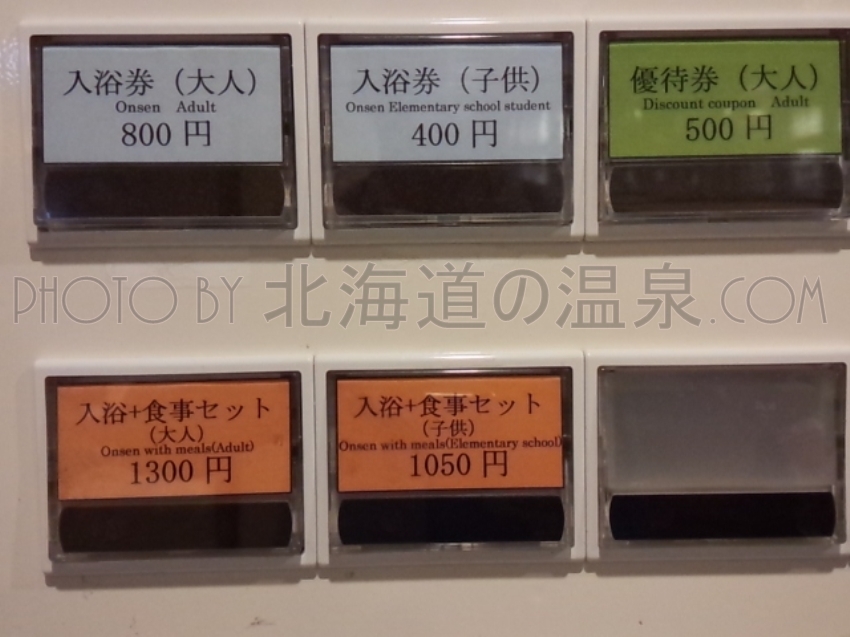 入浴券（大人）
Onsen Adult
800 円
入浴券（子供）
Onsen Elementary school student
400 円
優待券（大人）
Discount coupon Adult
500 円
PHOTO BY 北海道の温泉.COM
入浴+食事セット
（大人）
Onsen with meals(Adult)
1300 円
入浴+食事セット
（子供）
Onsen with meals(Elementary school)
1050 円